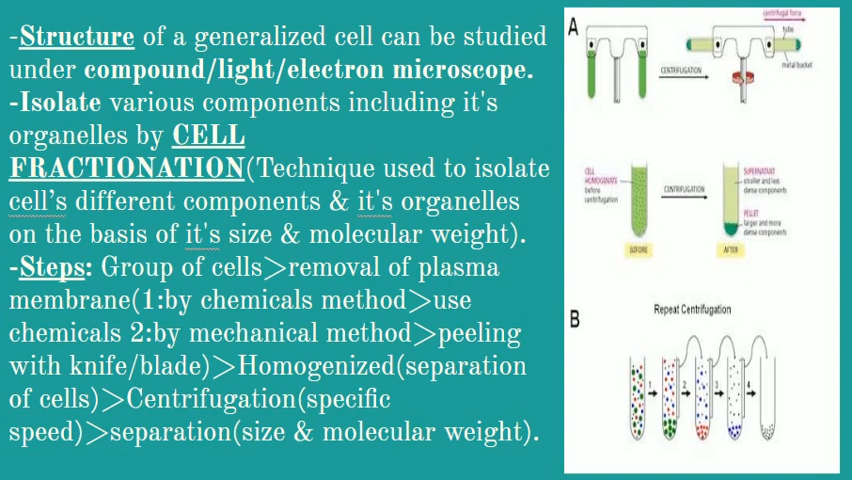 -Structure of a generalized cell can be studied
under compound/light/electron microscope.
-Isolate various components including it's
organelles by CELL
FRACTIONATION(Technique used to isolate
cell's different components & it's organelles
on the basis of it's size & molecular weight).
-Steps: Group of cells>removal of plasma
membrane(1:by chemicals method>use
chemicals 2:by mechanical method>peeling
with knife/blade)>Homogenized(separation
of cells)>Centrifugation(specific
speed)>separation(size & molecular weight).
A
centrifugal force
tube
metal bucket
CENTRIFUGATION
CELL
HOMOGENATE
before
centrifugation
CENTRIFUGATION
SUPERNATANT
smaller and less
dense components
PELLET
larger and more
dense components
BEFORE
AFTER
B
Repeat Centrifugation
1
2
3
4